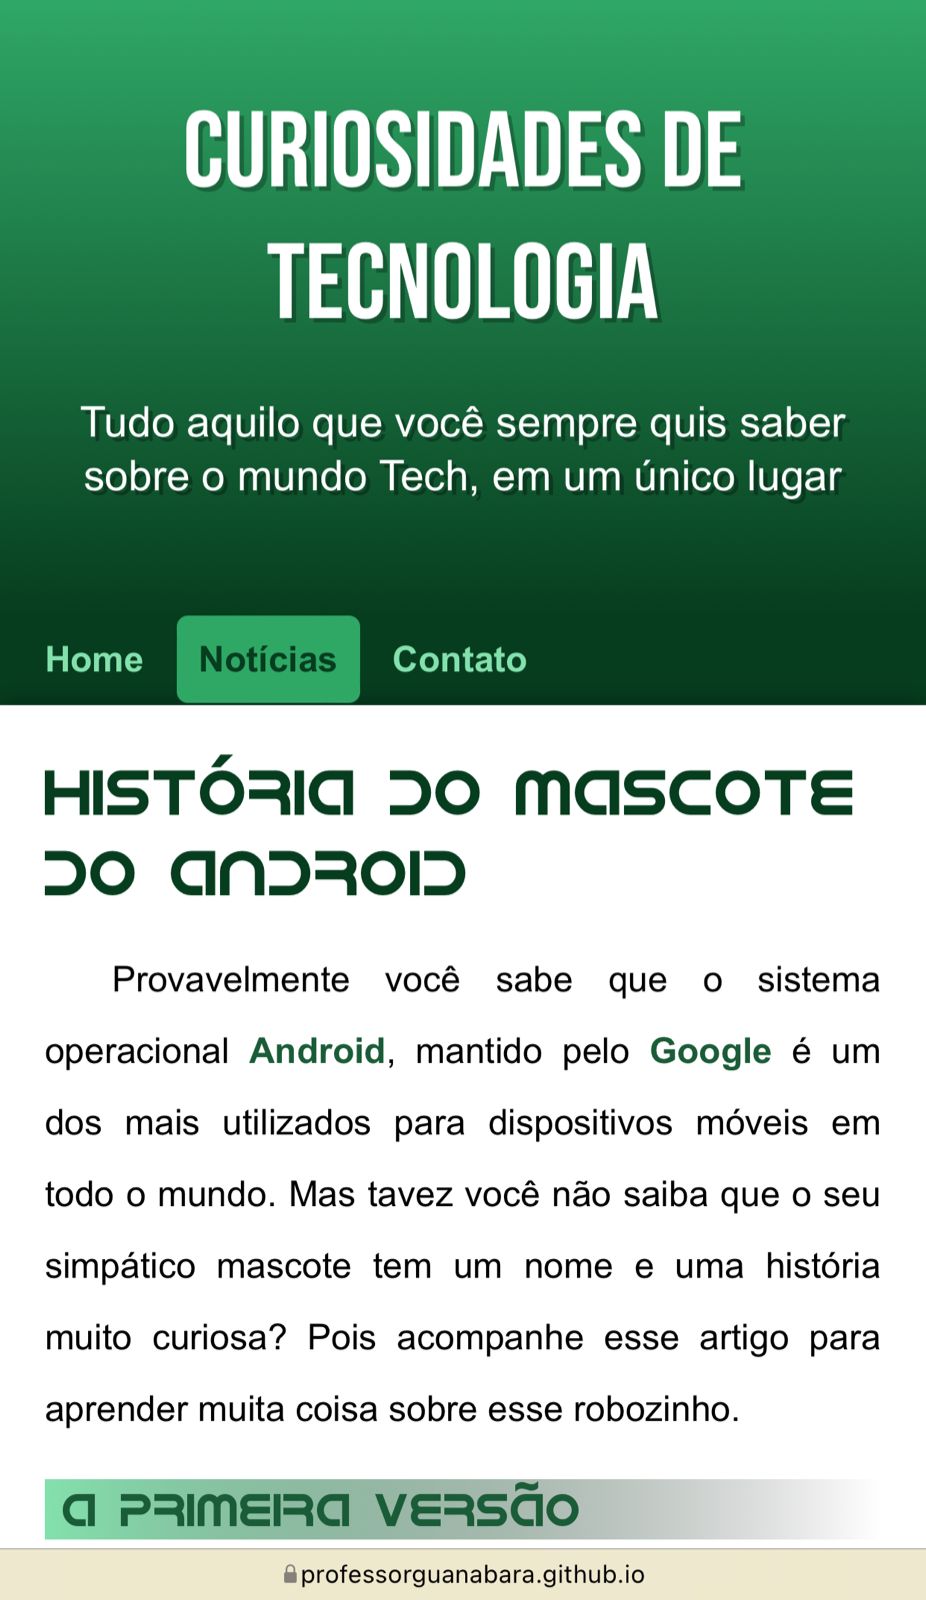 CURIOSIDADES DE
TECNOLOGIA
Tudo aquilo que você sempre quis saber
sobre o mundo Tech, em um único lugar
Home Notícias Contato
HISTÓRIA DO MASCOTE
DO ANDROID
Provavelmente você sabe que o sistema
operacional Android, mantido pelo Google é um
dos mais utilizados para dispositivos móveis em
todo o mundo. Mas tavez você não saiba que o seu
simpático mascote tem um nome e uma história
muito curiosa? Pois acompanhe esse artigo para
aprender muita coisa sobre esse robozinho.
A PRIMEIRA VERSÃO
professorguanabara.github.io